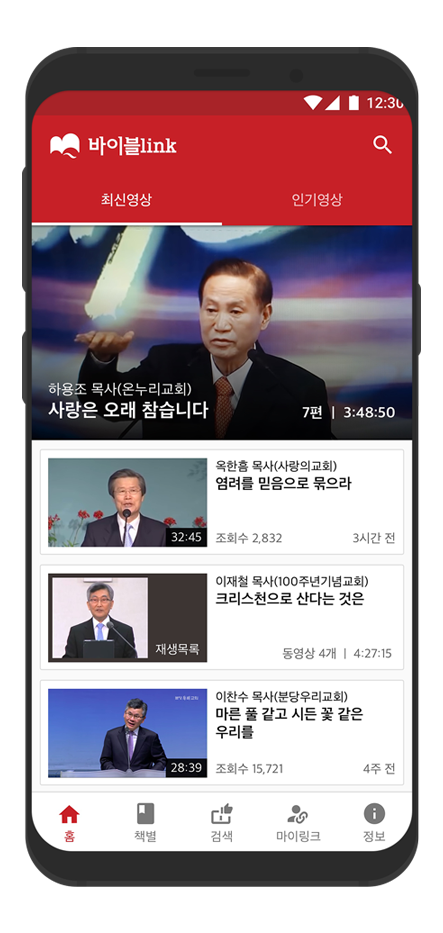 12:30
바이블link
최신영상
인기영상
하용조 목사(온누리교회)
사랑은 오래 참습니다
7편 | 3:48:50
옥한흠 목사(사랑의교회)
염려를 믿음으로 묶으라
32:45
조회수 2,832
3시간 전
이재철 목사(100주년기념교회)
크리스천으로 산다는 것은
재생목록
동영상 4개 | 4:27:15
이찬수 목사(분당우리교회)
마른 풀 같고 시든 꽃 같은
우리를
28:39
조회수 15,721
4주 전
홈
책별
검색
마이링크
정보